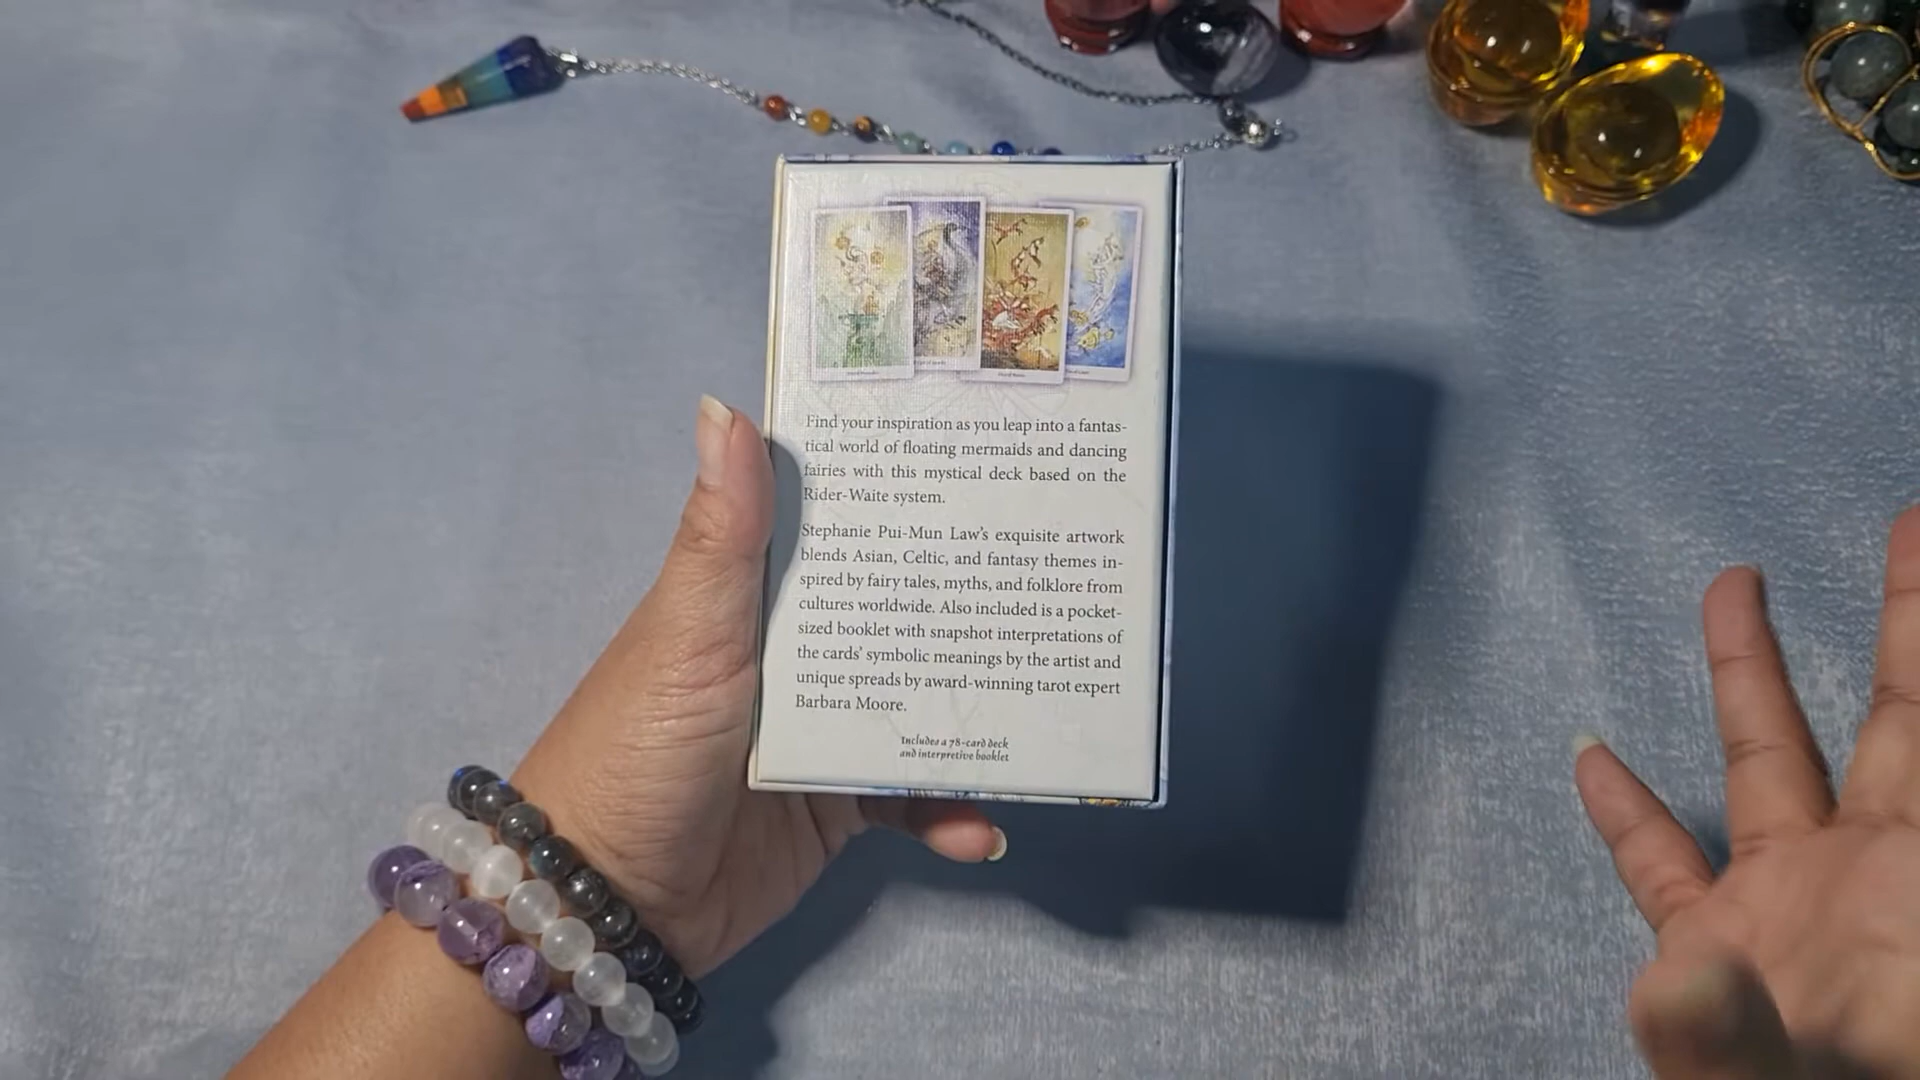 Find your inspiration as you leap into a fantas-
tical world of floating mermaids and dancing
fairies with this mystical deck based on the
Rider-Waite system.
Stephanie Pui-Mun Law's exquisite artwork
blends Asian, Celtic, and fantasy themes in-
spired by fairy tales, myths, and folklore from
cultures worldwide. Also included is a pocket-
sized booklet with snapshot interpretations of
the cards' symbolic meanings by the artist and
unique spreads by award-winning tarot expert
Barbara Moore.
Includes a 78-card deck
and interpretive booklet